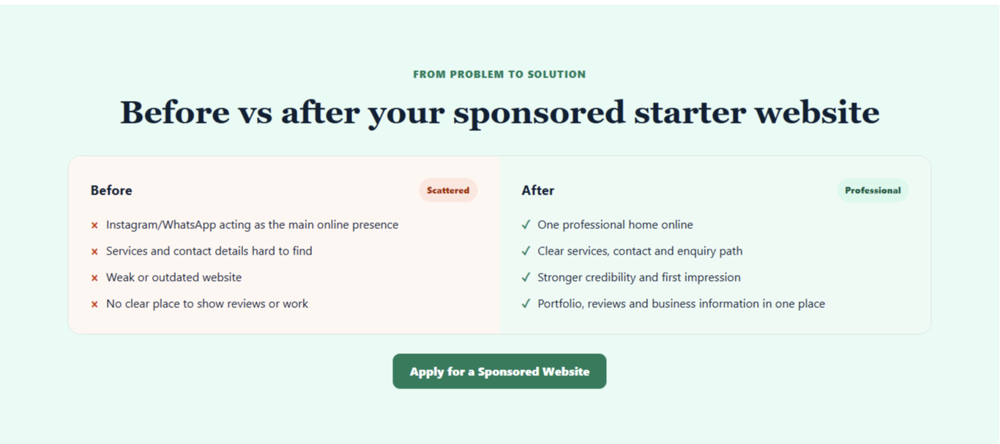 FROM PROBLEM TO SOLUTION
Before vs after your sponsored starter website
Before
Scattered
× Instagram/WhatsApp acting as the main online presence
× Services and contact details hard to find
× Weak or outdated website
× No clear place to show reviews or work
After
Professional
✓ One professional home online
✓ Clear services, contact and enquiry path
✓ Stronger credibility and first impression
✓ Portfolio, reviews and business information in one place
Apply for a Sponsored Website